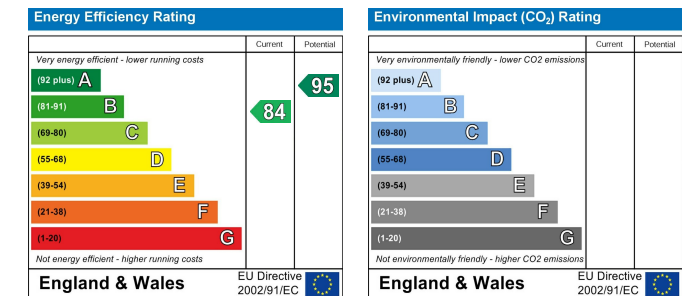 Energy Efficiency Rating
Current Potential
Very energy efficient - lower running costs
(92 plus) A
95
(81-91) B
84
(69-80) C
(55-68) D
(39-54) E
(21-38) F
(1-20) G
Not energy efficient - higher running costs
England & Wales
EU Directive
2002/91/EC
Environmental Impact (CO₂) Rating
Current Potential
Very environmentally friendly - lower CO2 emissions
(92 plus) A
(81-91) B
(69-80) C
(55-68) D
(39-54) E
(21-38) F
(1-20) G
Not environmentally friendly - higher CO2 emissions
England & Wales
EU Directive
2002/91/EC